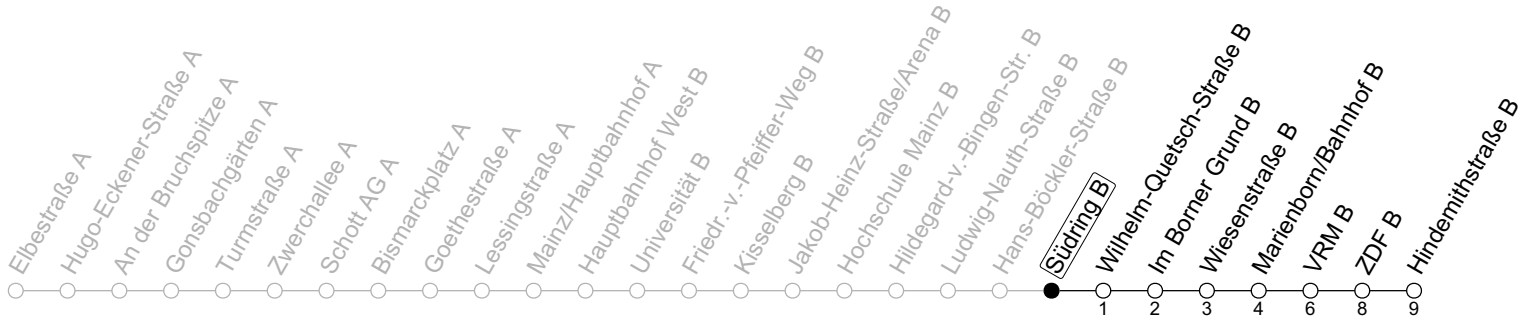 Elbestraße A
Hugo-Eckener-Straße A
An der Bruchspitze A
Gonsbachgärten A
Turmstraße A
Zwerchallee A
Schott AG A
Bismarckplatz A
Goethestraße A
Lessingstraße A
Mainz/Hauptbahnhof A
Hauptbahnhof West B
Universität B
Friedr.-v.-Pfeiffer-Weg B
Kisselberg B
Jakob-Heinz-Straße/Arena B
Hochschule Mainz B
Hildegard-v.-Bingen-Str. B
Ludwig-Nauth-Straße B
Hans-Böckler-Straße B
Südring B
Wilhelm-Quetsch-Straße B
Im Borner Grund B
Wiesenstraße B
Marienborn/Bahnhof B
VRM B
ZDF B
Hindemithstraße B
1 2 3 4 6 8 9